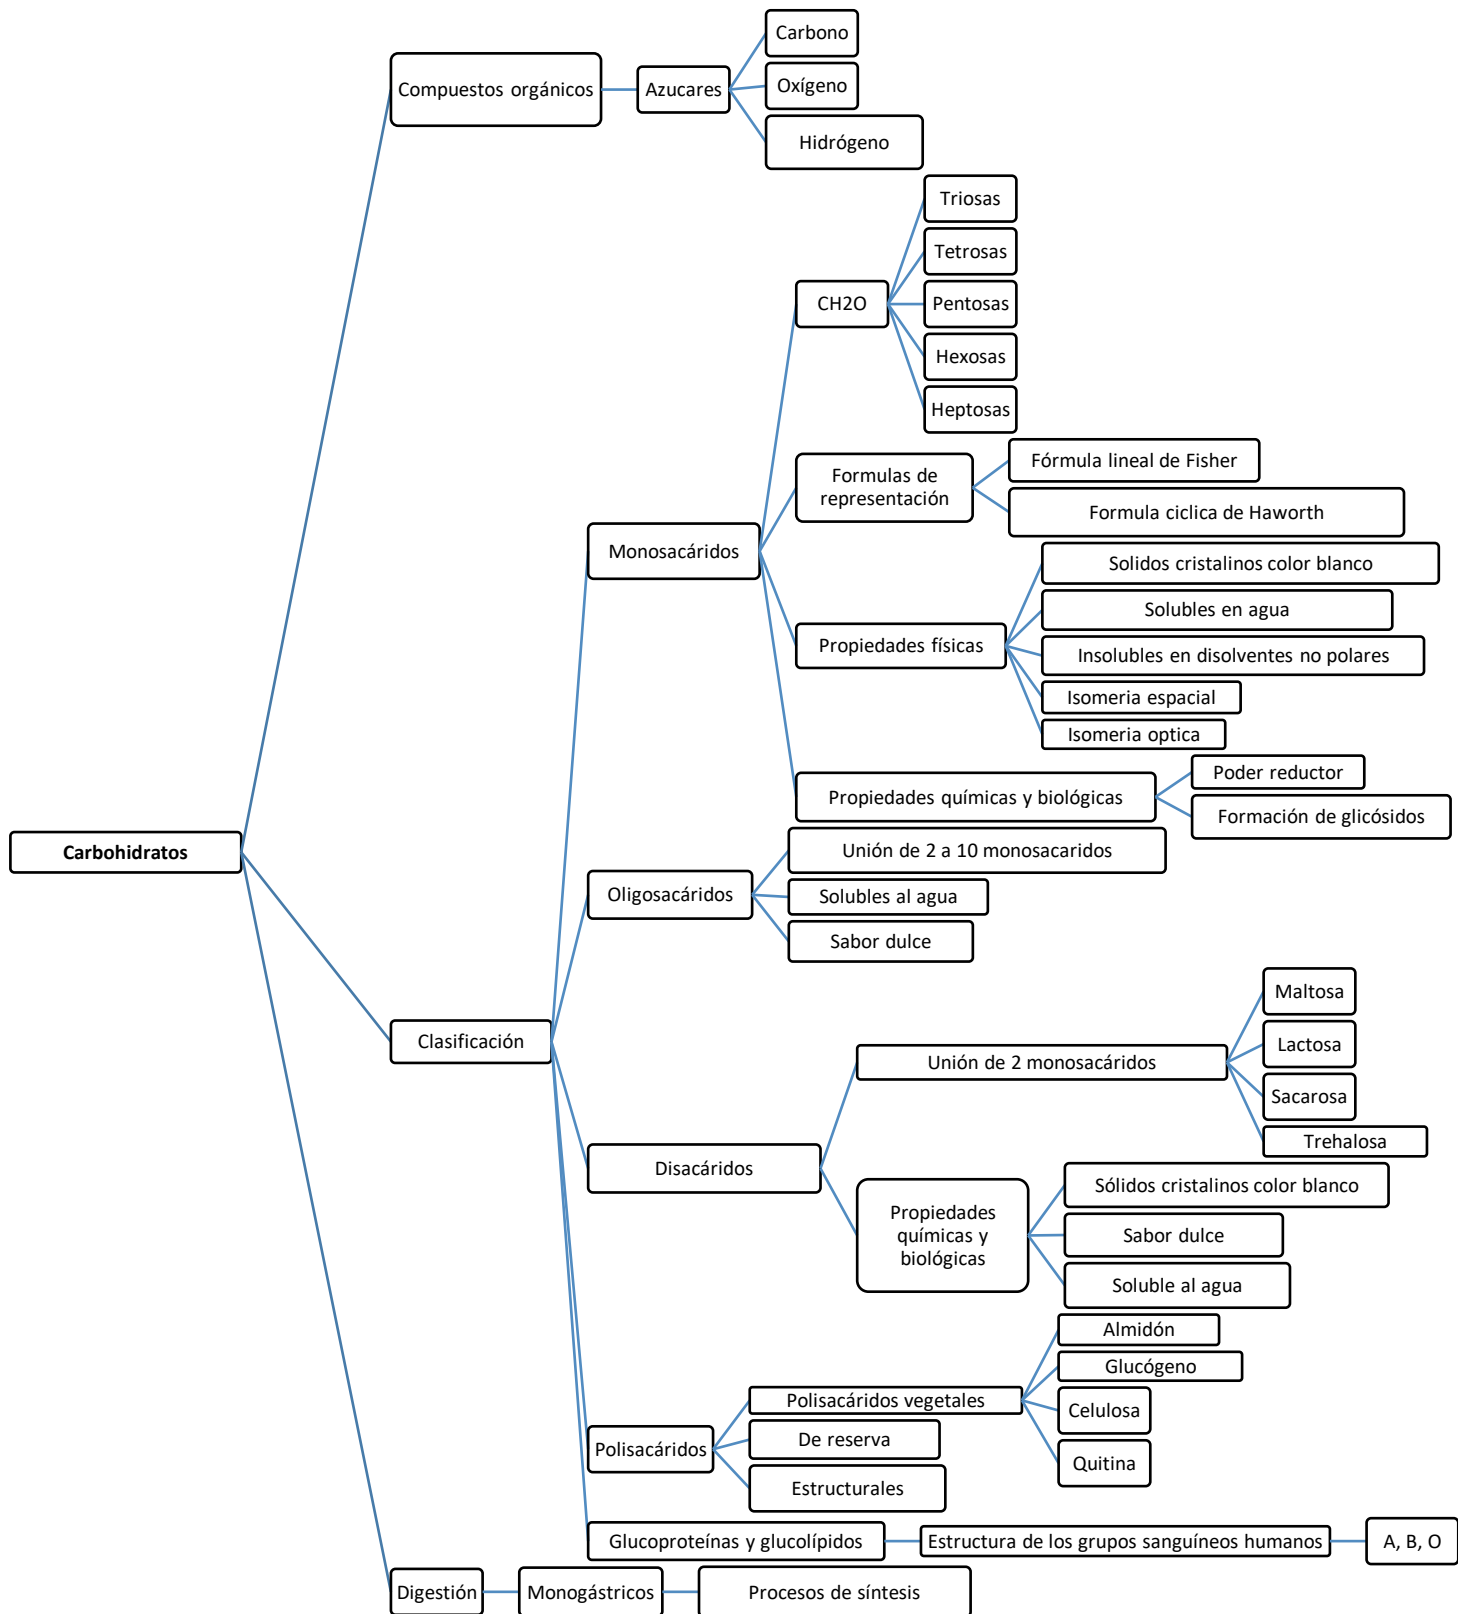 Carbono
Compuestos orgánicos
Azucares
Oxígeno
Hidrógeno
Triosas
Tetrosas
CH2O
Pentosas
Hexosas
Heptosas
Fórmula lineal de Fisher
Formulas de
representación
Formula ciclica de Haworth
Monosacáridos
Solidos cristalinos color blanco
Solubles en agua
Propiedades físicas
Insolubles en disolventes no polares
Isomeria espacial
Isomeria optica
Poder reductor
Propiedades químicas y biológicas
Formación de glicósidos
Carbohidratos
Unión de 2 a 10 monosacaridos
Oligosacáridos
Solubles al agua
Sabor dulce
Maltosa
Clasificación
Unión de 2 monosacáridos
Lactosa
Sacarosa
Trehalosa
Disacáridos
Sólidos cristalinos color blanco
Propiedades
químicas y
biológicas
Sabor dulce
Soluble al agua
Almidón
Glucógeno
Polisacáridos vegetales
Celulosa
Polisacáridos
De reserva
Quitina
Estructurales
Glucoproteínas y glucolípidos
Estructura de los grupos sanguíneos humanos
A, B, O
Digestión
Monogástricos
Procesos de síntesis